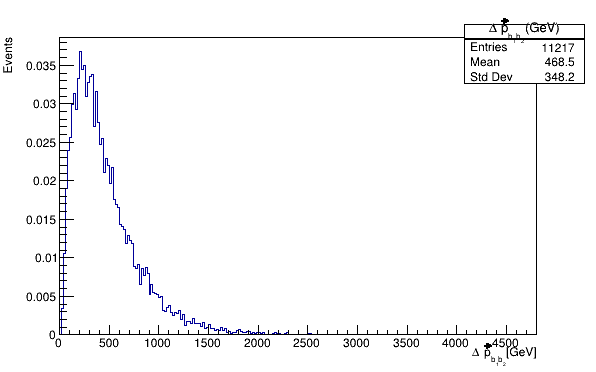 Δ p⃗ b₁b₂ (GeV)
Entries 11217
Mean 468.5
Std Dev 348.2
Events
0.035
0.03
0.025
0.02
0.015
0.01
0.005
0
0 500 1000 1500 2000 2500 3000 3500 4000 4500
Δ p⃗ b₁b₂ [GeV]